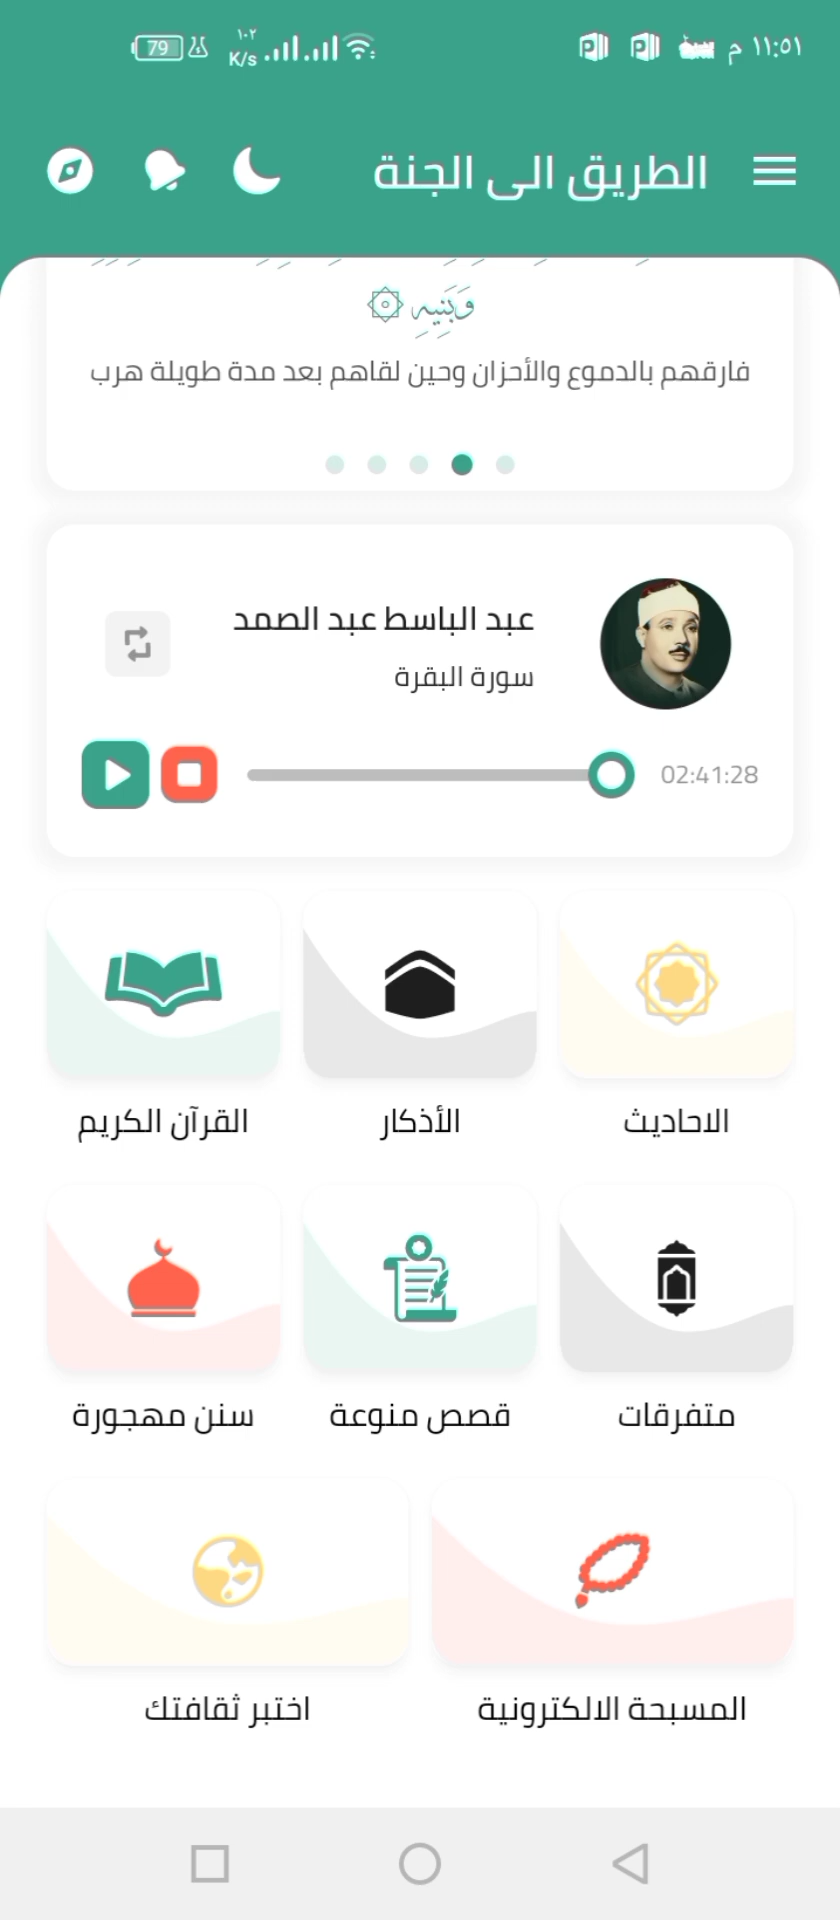 ١١:٥١ م
١٠٢
K/s
79
الطريق الى الجنة
وَبَنِيهِ
فارقهم بالدموع والأحزان وحين لقاهم بعد مدة طويلة هرب
عبد الباسط عبد الصمد
سورة البقرة
02:41:28
الاحاديث
الأذكار
القرآن الكريم
متفرقات
قصص منوعة
سنن مهجورة
المسبحة الالكترونية
اختبر ثقافتك